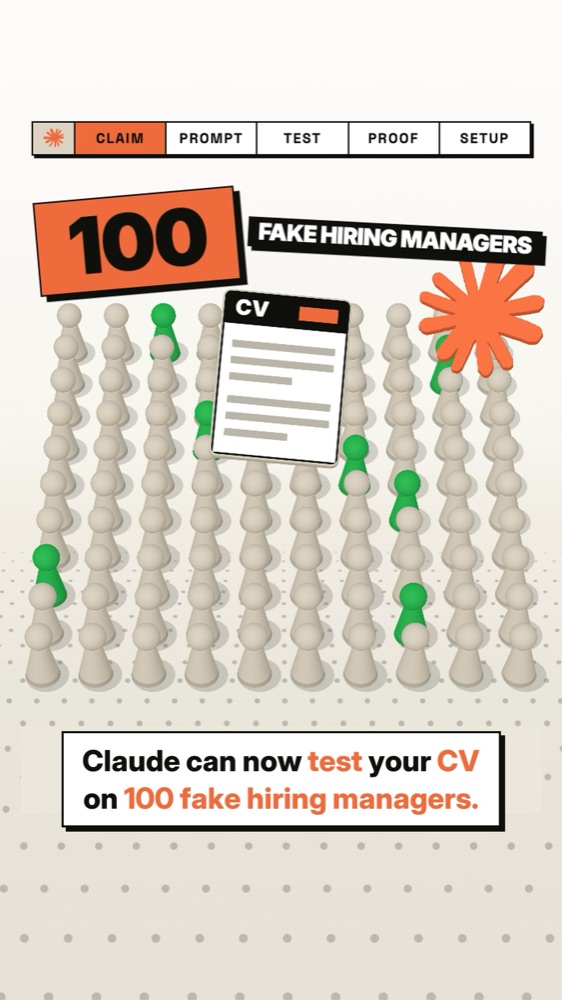 CLAIM PROMPT TEST PROOF SETUP
100
FAKE HIRING MANAGERS
CV
Claude can now test your CV
on 100 fake hiring managers.